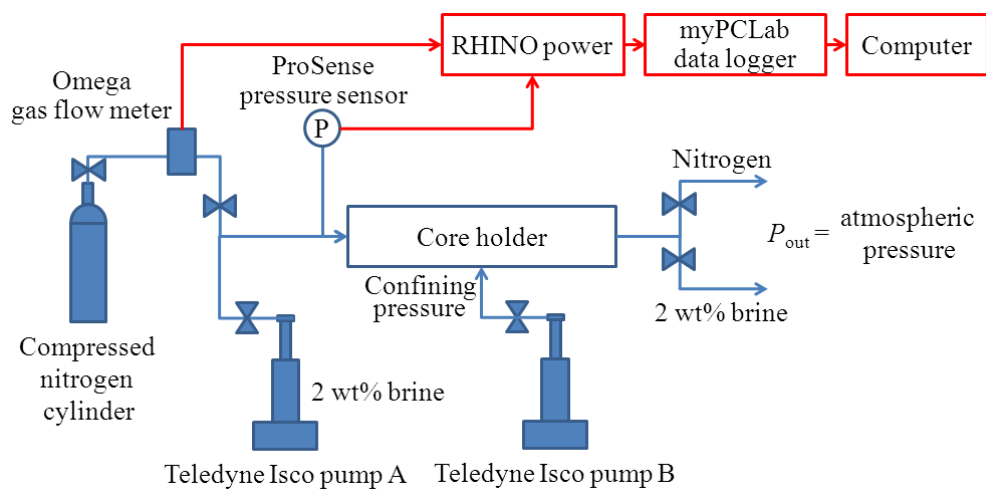 Omega
gas flow meter
ProSense
pressure sensor
P
RHINO power
myPCLab
data logger
Computer
Nitrogen
Core holder
P_out = atmospheric
pressure
Confining
pressure
2 wt% brine
Compressed
nitrogen
cylinder
2 wt% brine
Teledyne Isco pump A
Teledyne Isco pump B